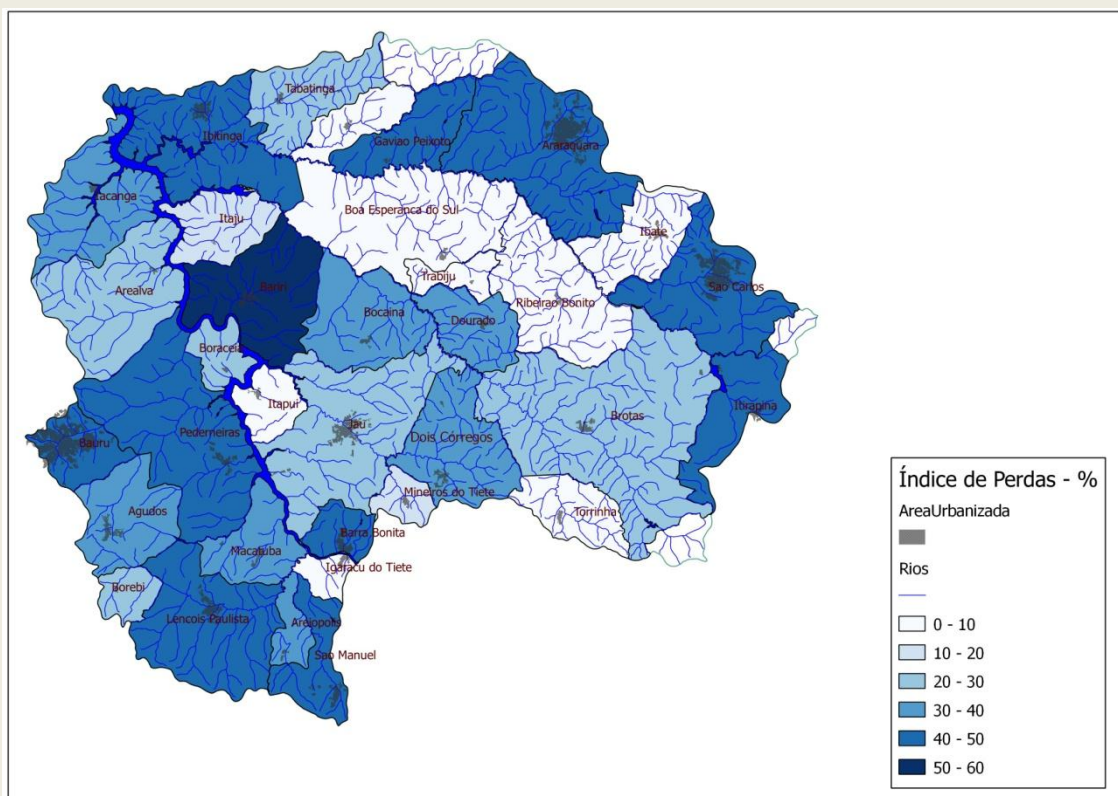 Tabatinga
Ibitinga
Gaviao Peixoto
Araraquara
Iacanga
Itaju
Boa Esperanca do Sul
Ibate
Trabiju
Sao Carlos
Arealva
Bariri
Ribeirao Bonito
Bocaina
Dourado
Boraceia
Itapui
Itirapina
Jau
Brotas
Bauru
Pederneiras
Dois Córregos
Mineiros do Tiete
Agudos
Torrinha
Barra Bonita
Macatuba
Igaracu do Tiete
Borebi
Lencois Paulista
Areiopolis
Sao Manuel
Índice de Perdas - %
AreaUrbanizada
Rios
0 - 10
10 - 20
20 - 30
30 - 40
40 - 50
50 - 60